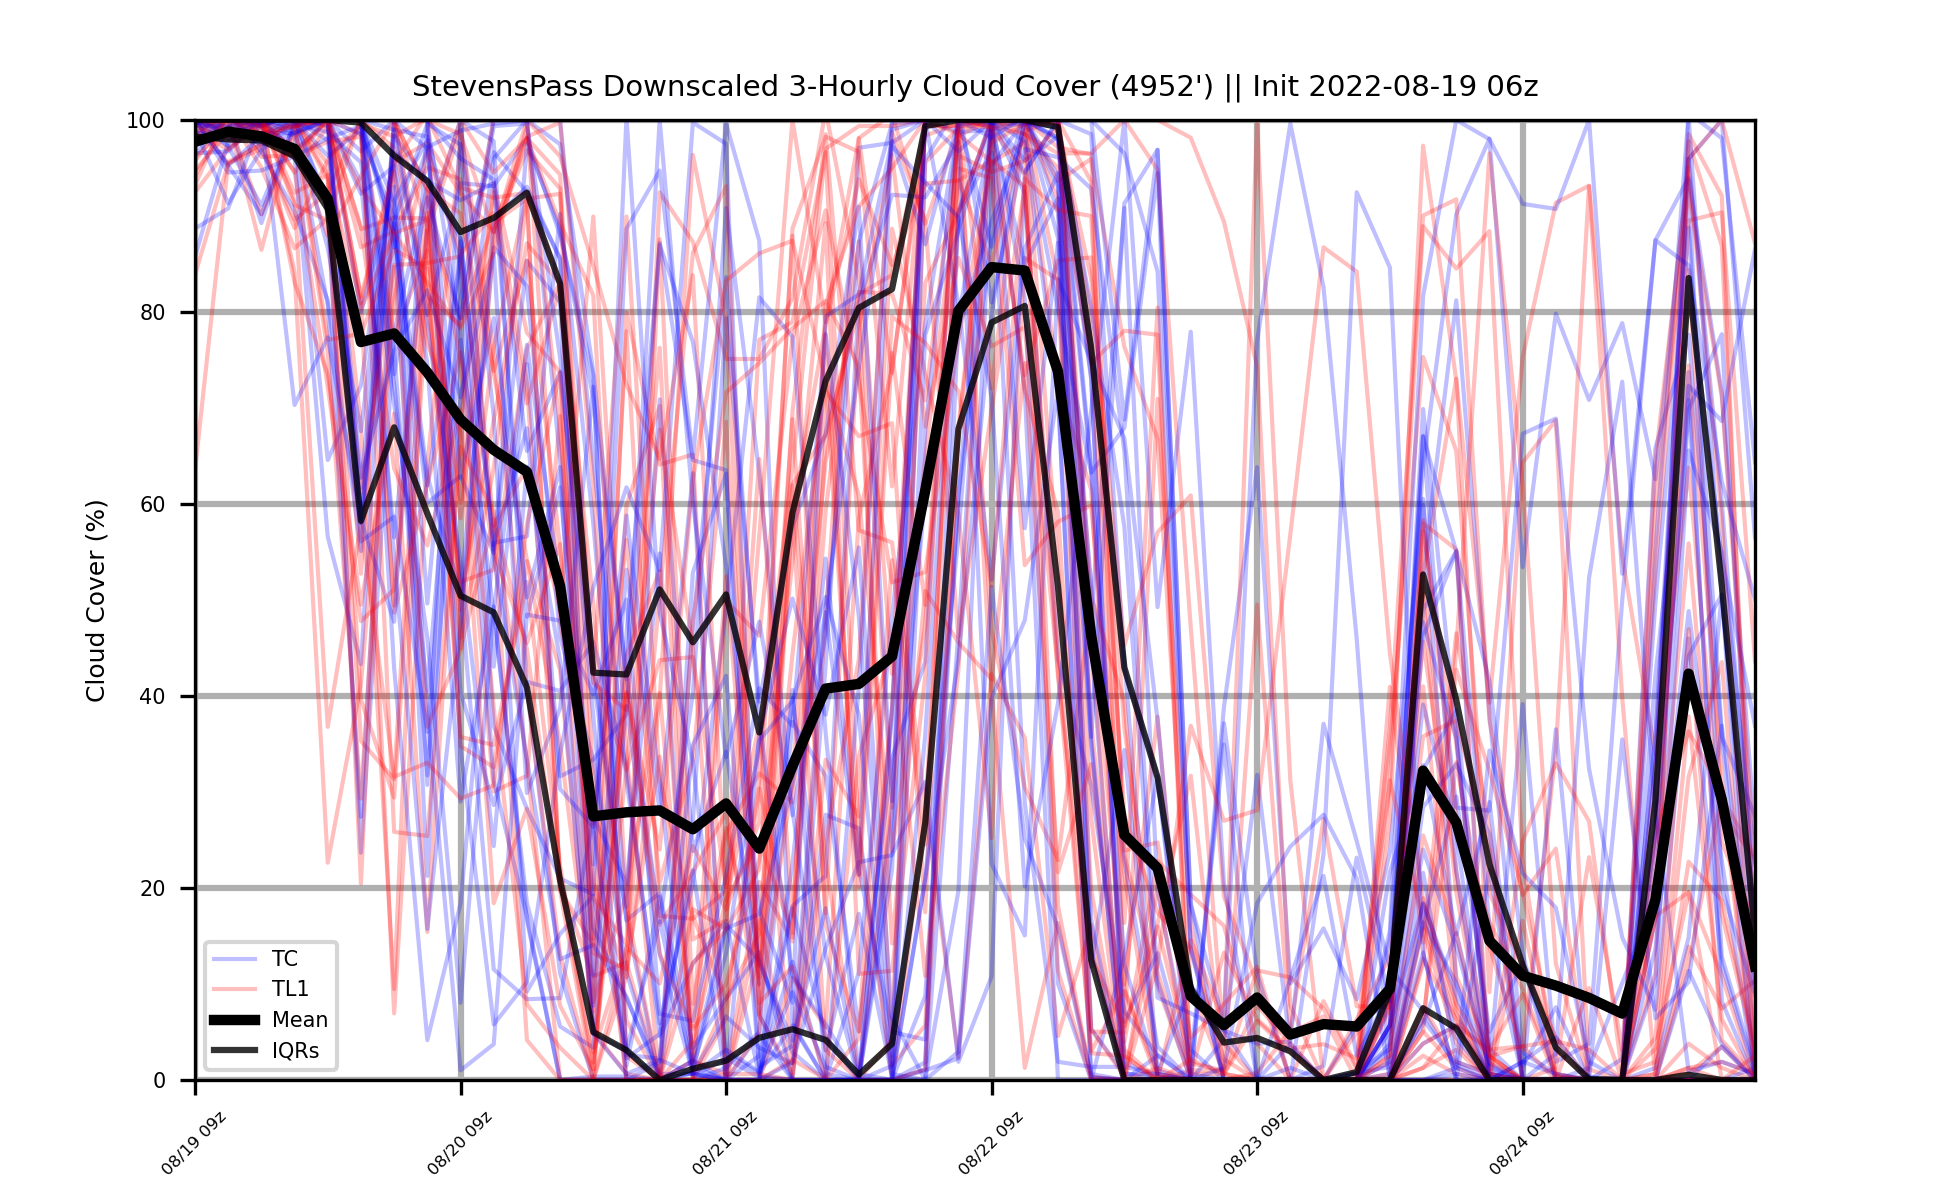 StevensPass Downscaled 3-Hourly Cloud Cover (4952') || Init 2022-08-19 06z
Cloud Cover (%)
100
80
60
40
20
0
TC
TL1
Mean
IQRs
08/19 09z
08/20 09z
08/21 09z
08/22 09z
08/23 09z
08/24 09z